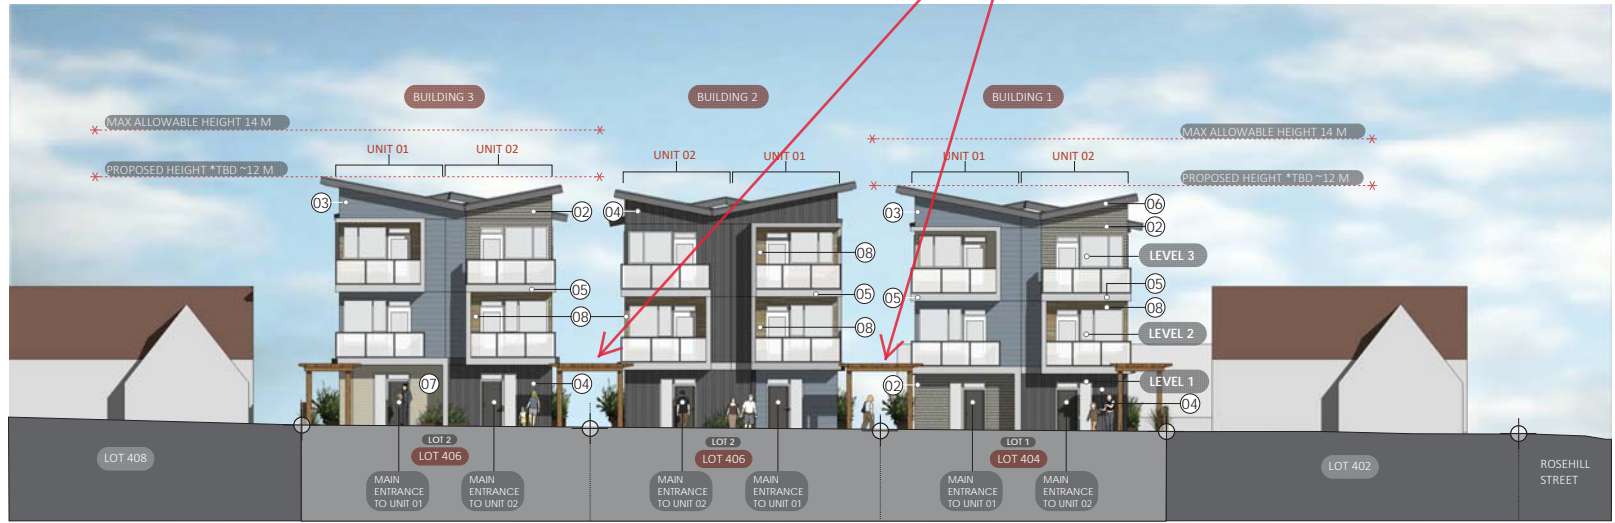 BUILDING 3
BUILDING 2
BUILDING 1
MAX ALLOWABLE HEIGHT 14 M
MAX ALLOWABLE HEIGHT 14 M
UNIT 01
UNIT 02
UNIT 02
UNIT 01
UNIT 01
UNIT 02
PROPOSED HEIGHT *TBD ~12 M
PROPOSED HEIGHT *TBD ~12 M
03
02
04
03
06
02
08
LEVEL 3
05
05
05
05
08
08
08
LEVEL 2
07
04
02
LEVEL 1
04
LOT 2
LOT 406
LOT 2
LOT 406
LOT 1
LOT 404
LOT 408
LOT 402
ROSEHILL
STREET
MAIN
ENTRANCE
TO UNIT 01
MAIN
ENTRANCE
TO UNIT 02
MAIN
ENTRANCE
TO UNIT 02
MAIN
ENTRANCE
TO UNIT 01
MAIN
ENTRANCE
TO UNIT 01
MAIN
ENTRANCE
TO UNIT 02